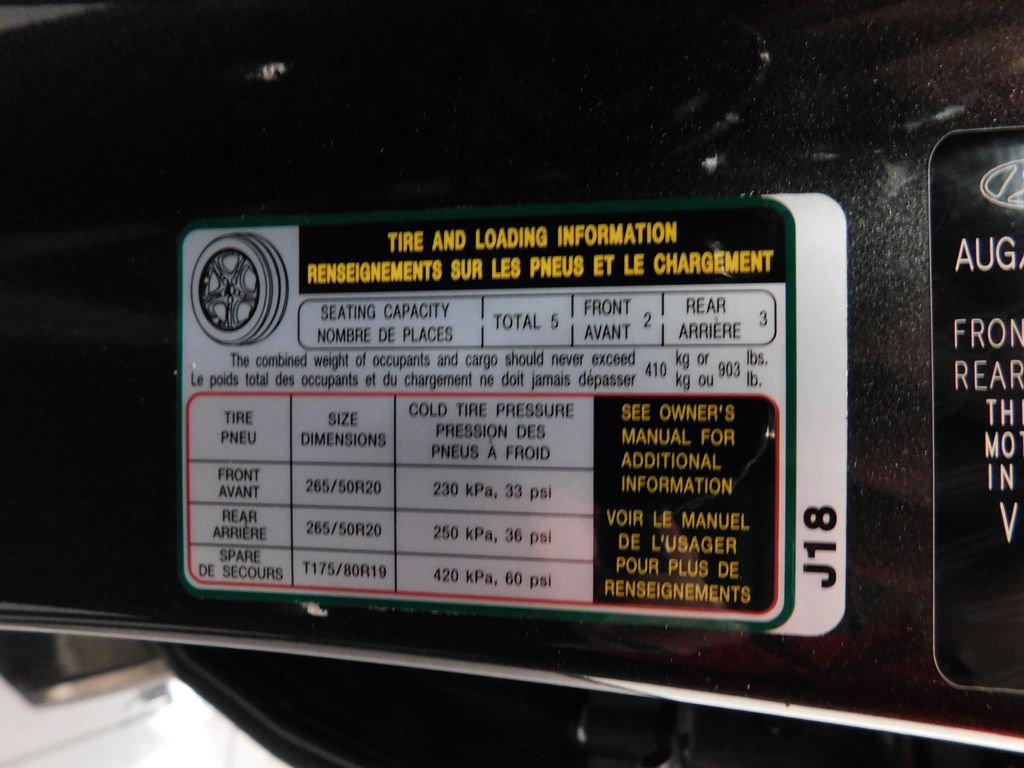 TIRE AND LOADING INFORMATION
RENSEIGNEMENTS SUR LES PNEUS ET LE CHARGEMENT
SEATING CAPACITY
NOMBRE DE PLACES
TOTAL 5
FRONT
AVANT
2
REAR
ARRIÈRE
3
The combined weight of occupants and cargo should never exceed
Le poids total des occupants et du chargement ne doit jamais dépasser
410
kg or
kg ou
903
lbs.
lb.
TIRE
PNEU
SIZE
DIMENSIONS
COLD TIRE PRESSURE
PRESSION DES
PNEUS À FROID
FRONT
AVANT
265/50R20
230 kPa, 33 psi
REAR
ARRIÈRE
265/50R20
250 kPa, 36 psi
SPARE
DE SECOURS
T175/80R19
420 kPa, 60 psi
SEE OWNER'S
MANUAL FOR
ADDITIONAL
INFORMATION
VOIR LE MANUEL
DE L'USAGER
POUR PLUS DE
RENSEIGNEMENTS
J18
AUG
FRON
REAR
TH
MOT
IN
V